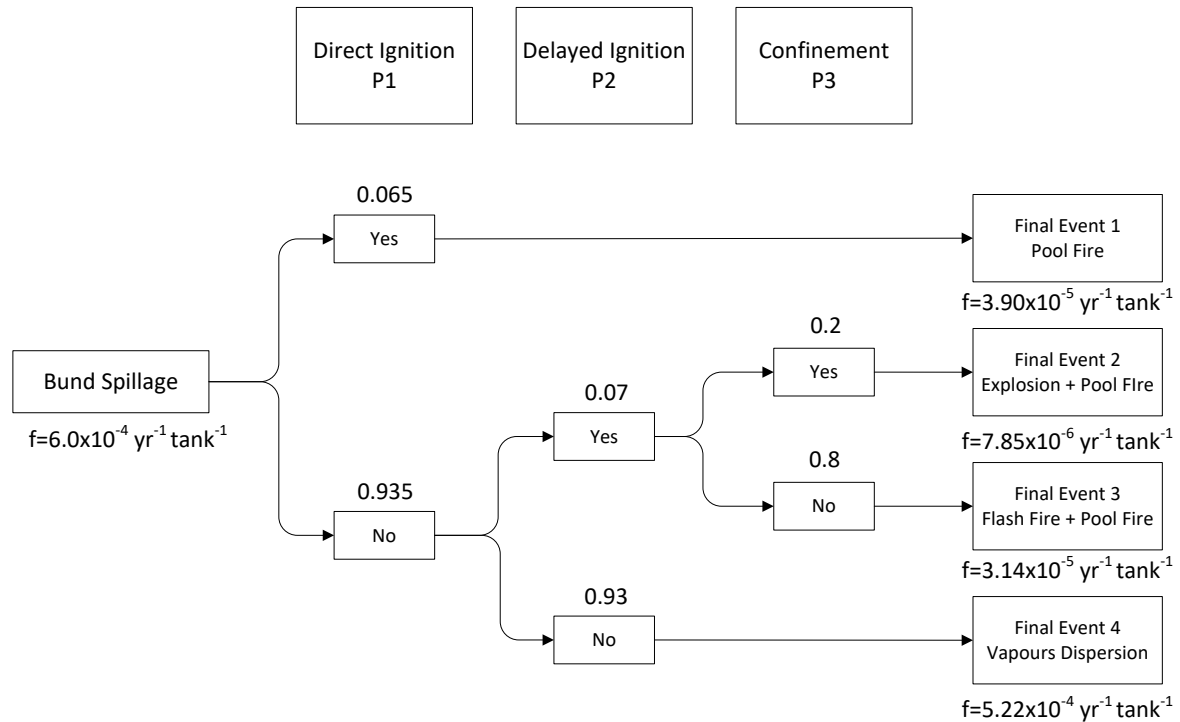 Direct Ignition
P1
Delayed Ignition
P2
Confinement
P3
0.065
Yes
Final Event 1
Pool Fire
f=3.90x10⁻⁵ yr⁻¹ tank⁻¹
0.2
Yes
Final Event 2
Explosion + Pool FIre
f=7.85x10⁻⁶ yr⁻¹ tank⁻¹
Bund Spillage
f=6.0x10⁻⁴ yr⁻¹ tank⁻¹
0.07
Yes
0.8
No
Final Event 3
Flash Fire + Pool Fire
f=3.14x10⁻⁵ yr⁻¹ tank⁻¹
0.935
No
0.93
No
Final Event 4
Vapours Dispersion
f=5.22x10⁻⁴ yr⁻¹ tank⁻¹